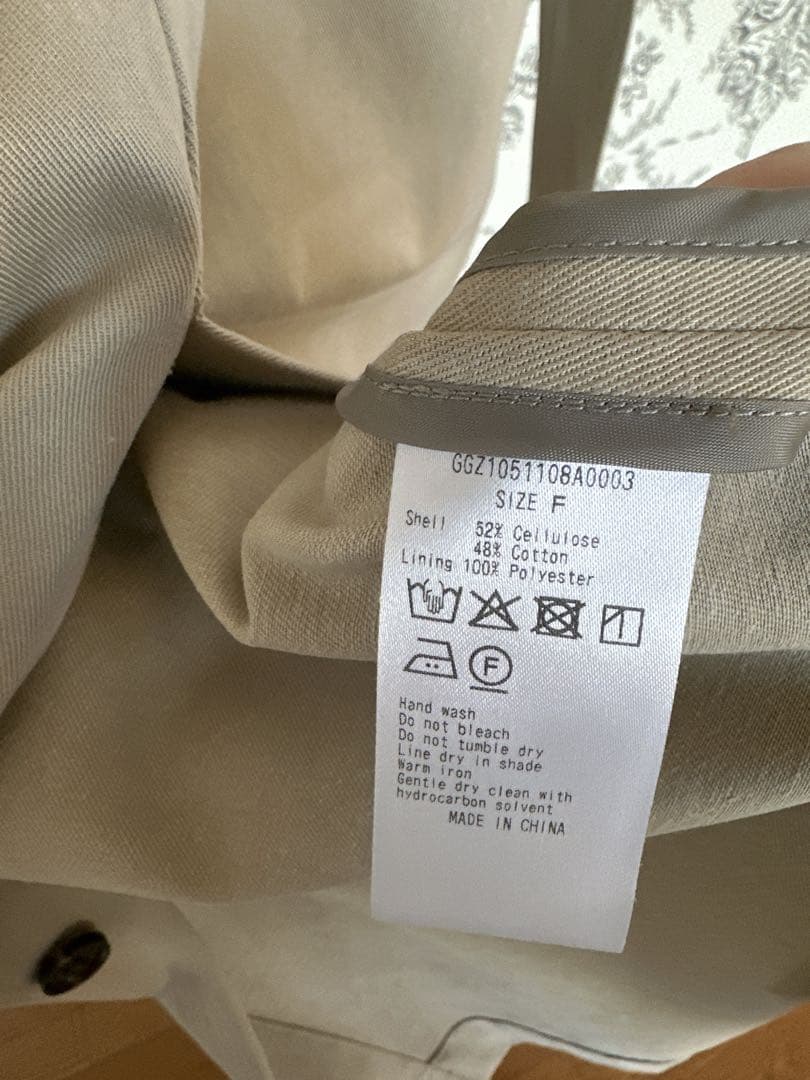 GGZ1051108A0003
SIZE F
Shell 52% Cellulose
48% Cotton
Lining 100% Polyester
F
Hand wash
Do not bleach
Do not tumble dry
Line dry in shade
Warm iron
Gentle dry clean with
hydrocarbon solvent
MADE IN CHINA